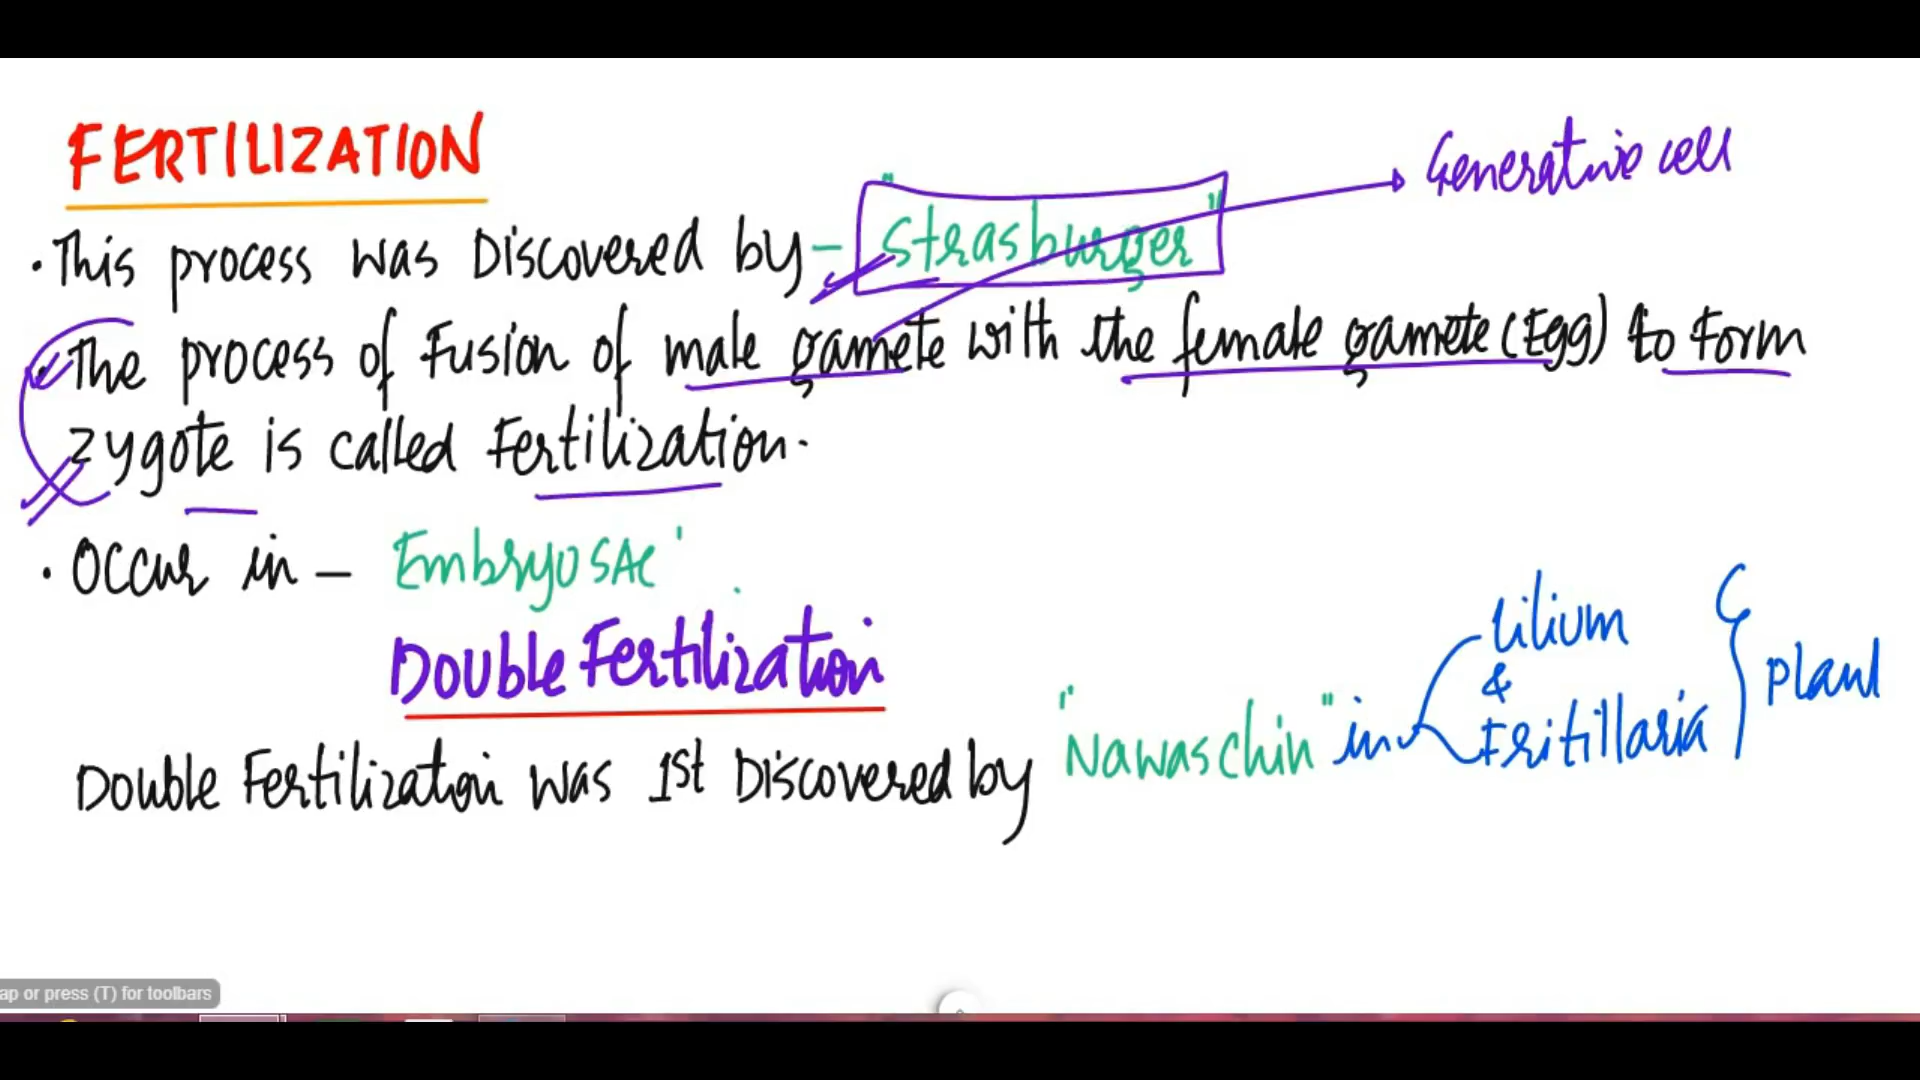 FERTILIZATION
Generative cell
• This process was Discovered by - "Strasburger"
• The process of Fusion of male gamete with the female gamete (Egg) to Form
zygote is called Fertilization.
• Occur in - Embryo SAC'
Double Fertilization
Double Fertilization was 1st Discovered by "Nawaschin" in Lilium & Fritillaria } plant
ap or press (T) for toolbars